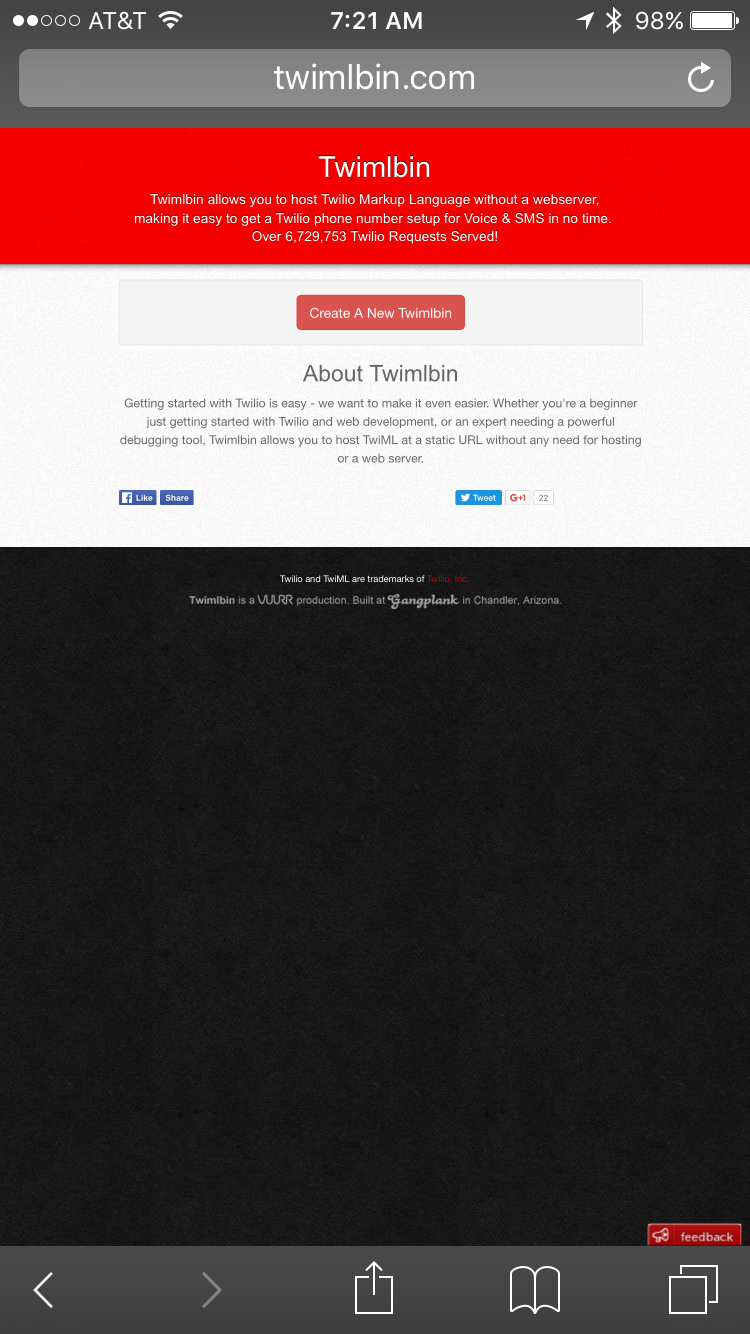 AT&T 7:21 AM 98%
twimlbin.com
Twimlbin
Twimlbin allows you to host Twilio Markup Language without a webserver,
making it easy to get a Twilio phone number setup for Voice & SMS in no time.
Over 6,729,753 Twilio Requests Served!
Create A New Twimlbin
About Twimlbin
Getting started with Twilio is easy - we want to make it even easier. Whether you're a beginner
just getting started with Twilio and web development, or an expert needing a powerful
debugging tool, Twimlbin allows you to host TwiML at a static URL without any need for hosting
or a web server.
Like Share Tweet G+1 22
Twilio and TwiML are trademarks of Twilio, Inc.
Twimlbin is a VUURR production. Built at Gangplank in Chandler, Arizona.
feedback